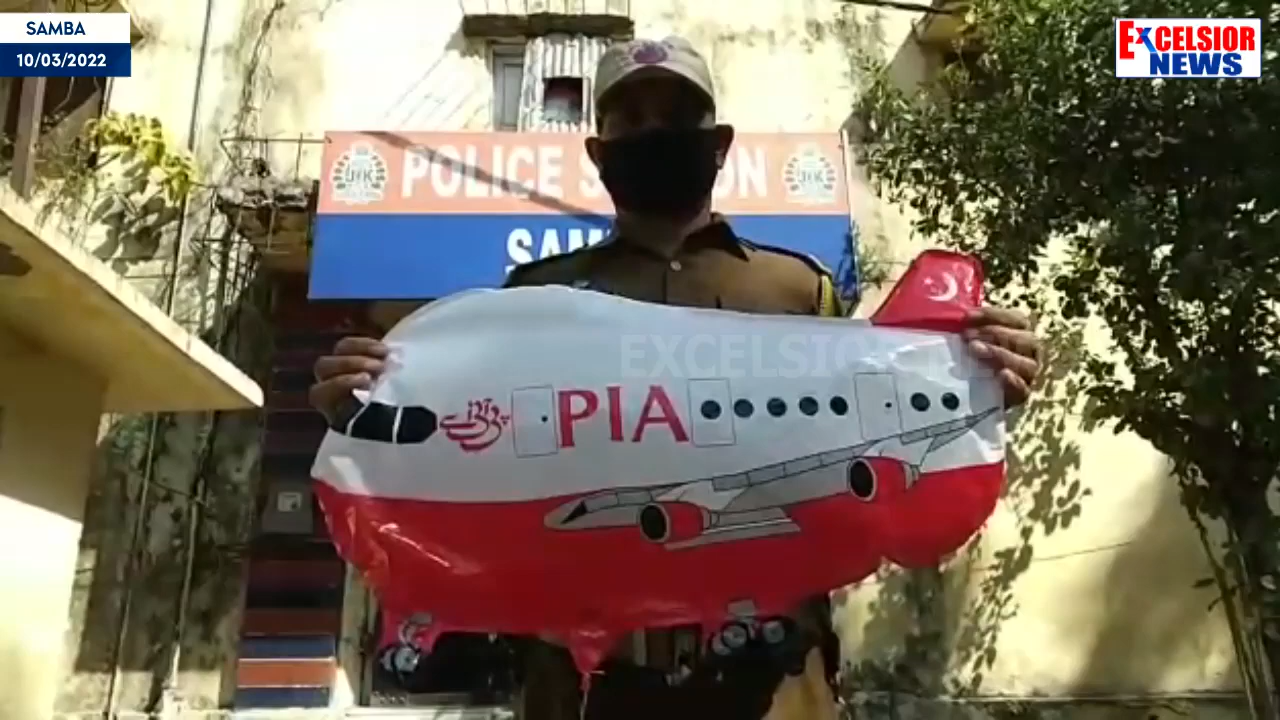 SAMBA
10/03/2022
EXCELSIOR
NEWS
J&K
POLICE S ON
SAM
EXCELSIOR
PIA